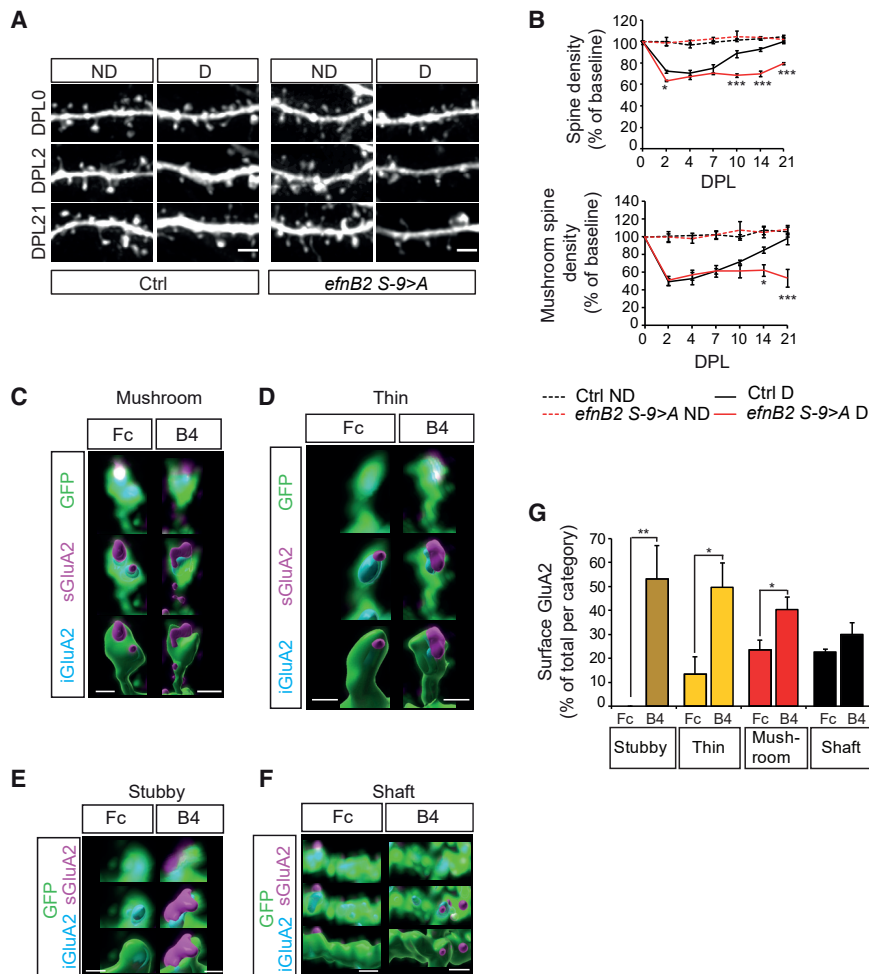 A
ND D ND D
DPL0
DPL2
DPL21
Ctrl efnB2 S-9>A
B
Spine density
(% of baseline)
120
100
80
60
40
20
0
0 2 4 7 10 14 21
* *** *** ***
DPL
Mushroom spine
density
(% of baseline)
140
120
100
80
60
40
20
0
0 2 4 7 10 14 21
* ***
DPL
Ctrl ND Ctrl D
efnB2 S-9>A ND efnB2 S-9>A D
C
Mushroom
Fc B4
GFP
sGluA2
iGluA2
D
Thin
Fc B4
GFP
sGluA2
iGluA2
E
Stubby
Fc B4
GFP
iGluA2 sGluA2
F
Shaft
Fc B4
GFP
iGluA2 sGluA2
G
Surface GluA2
(% of total per category)
70
60
50
40
30
20
10
0
** * *
Fc B4 Fc B4 Fc B4 Fc B4
Stubby Thin Mush-
room Shaft